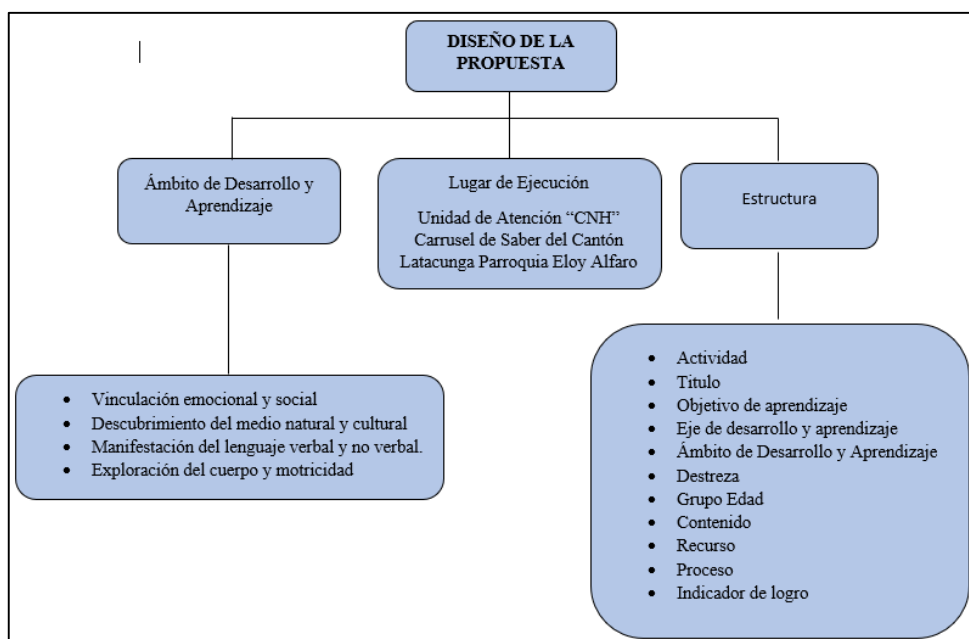 DISEÑO DE LA
PROPUESTA
Ámbito de Desarrollo y
Aprendizaje
Lugar de Ejecución
Unidad de Atención “CNH”
Carrusel de Saber del Cantón
Latacunga Parroquia Eloy Alfaro
Estructura
• Vinculación emocional y social
• Descubrimiento del medio natural y cultural
• Manifestación del lenguaje verbal y no verbal.
• Exploración del cuerpo y motricidad
• Actividad
• Titulo
• Objetivo de aprendizaje
• Eje de desarrollo y aprendizaje
• Ámbito de Desarrollo y Aprendizaje
• Destreza
• Grupo Edad
• Contenido
• Recurso
• Proceso
• Indicador de logro